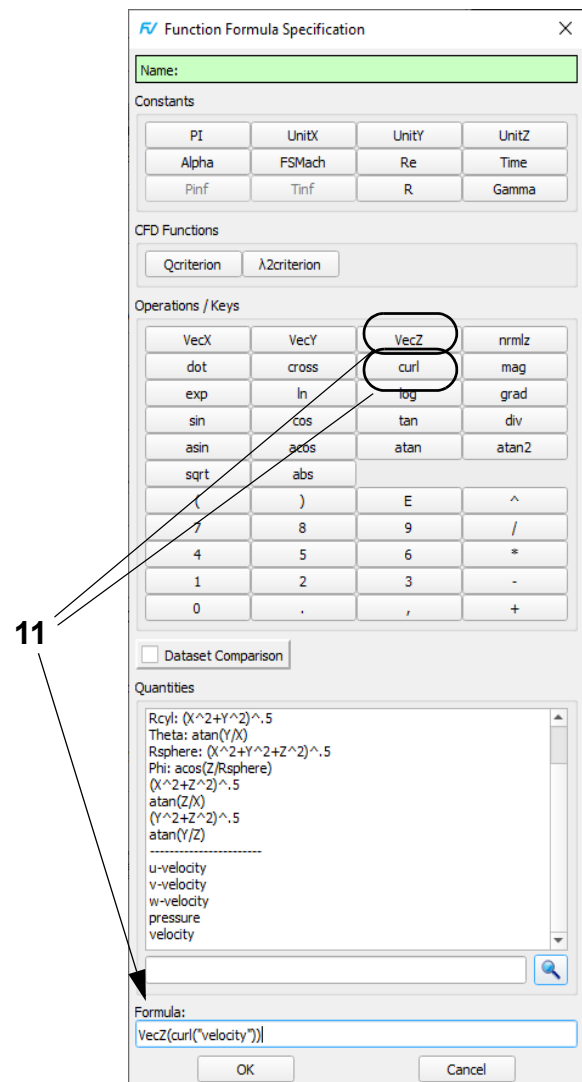 FV Function Formula Specification
Name:
Constants
PI UnitX UnitY UnitZ
Alpha FSMach Re Time
Pinf Tinf R Gamma
CFD Functions
Qcriterion λ2criterion
Operations / Keys
VecX VecY VecZ nrmlz
dot cross curl mag
exp ln log grad
sin cos tan div
asin acos atan atan2
sqrt abs
( ) E ^
7 8 9 /
4 5 6 *
1 2 3 -
0 . , +
11
Dataset Comparison
Quantities
Rcyl: (X^2+Y^2)^.5
Theta: atan(Y/X)
Rsphere: (X^2+Y^2+Z^2)^.5
Phi: acos(Z/Rsphere)
(X^2+Z^2)^.5
atan(Z/X)
(Y^2+Z^2)^.5
atan(Y/Z)
-----------------------
u-velocity
v-velocity
w-velocity
pressure
velocity
Formula:
VecZ(curl("velocity"))
OK Cancel